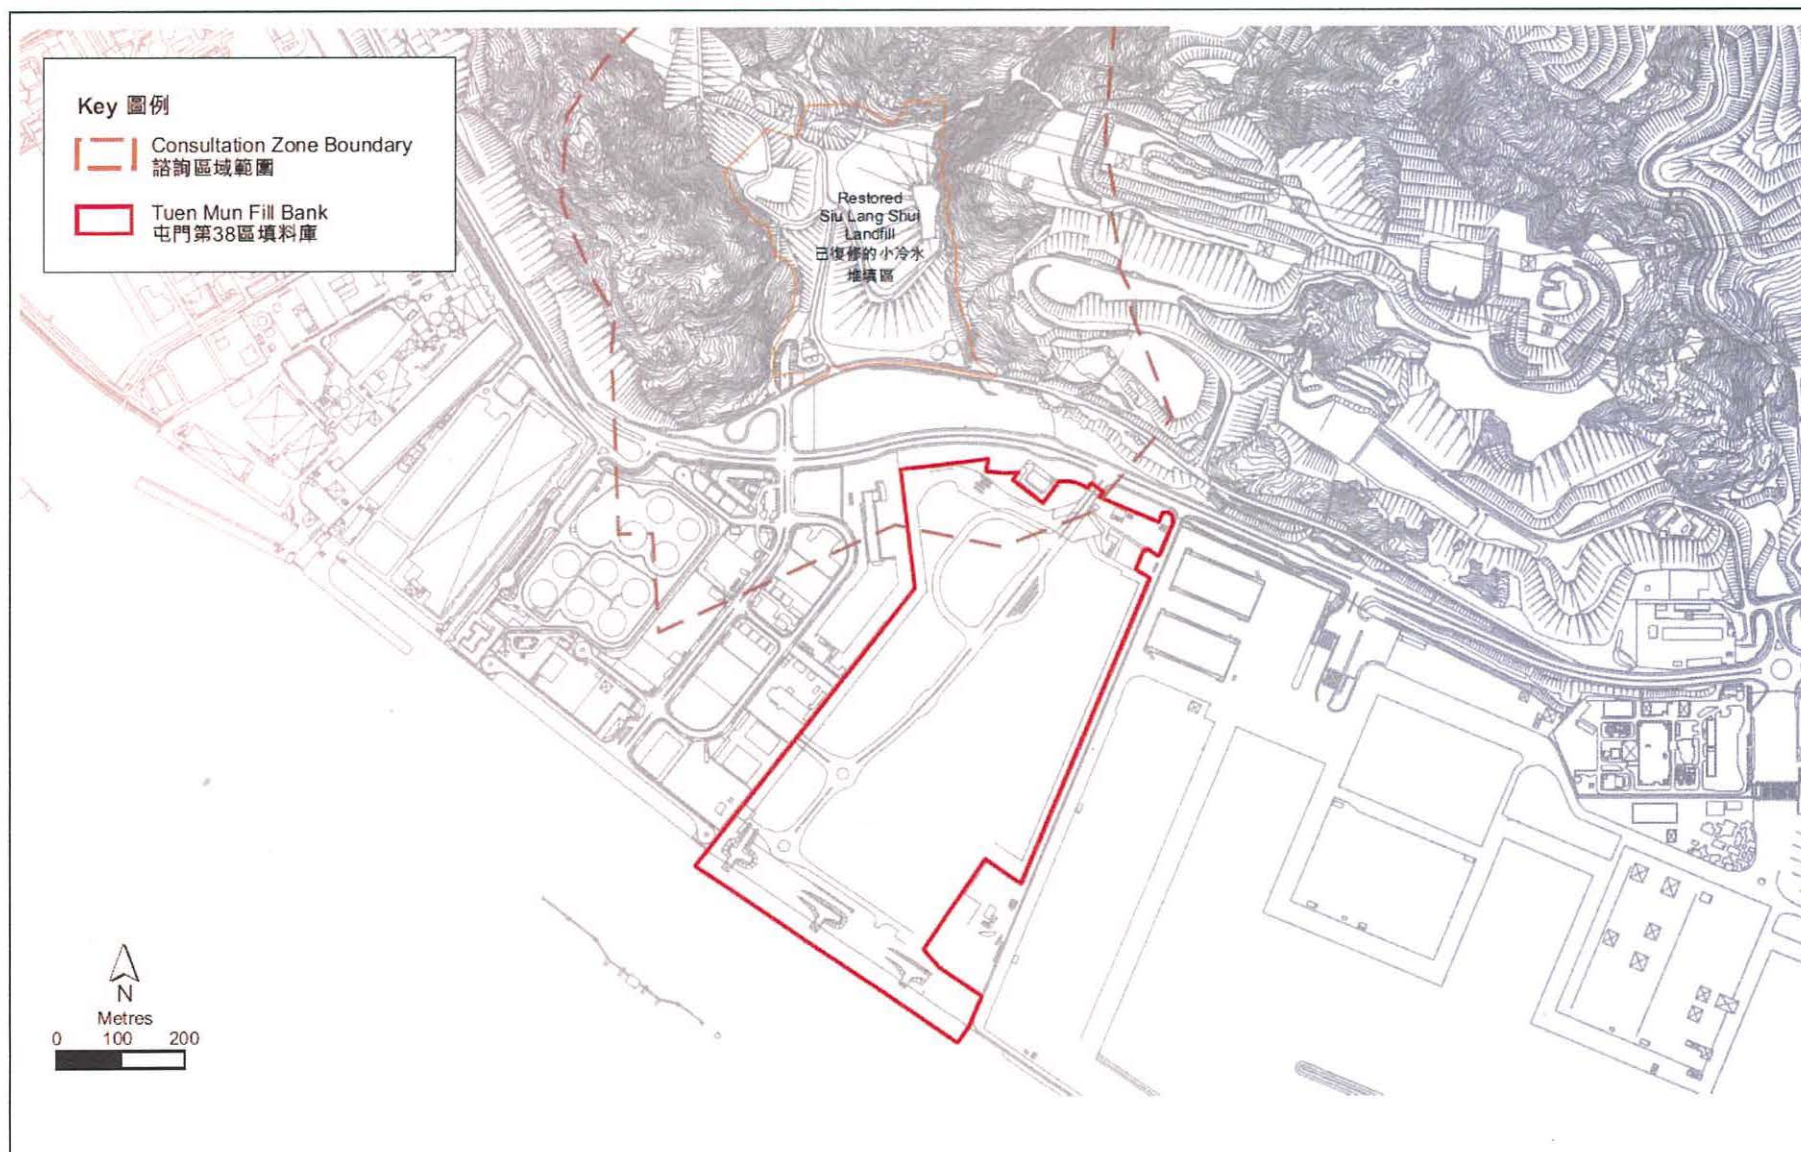 Key 圖例
Consultation Zone Boundary
諮詢區域範圍
Tuen Mun Fill Bank
屯門第38區填料庫
Restored
Siu Lang Shui
Landfill
已復修的小冷水
堆填區
N
Metres
0 100 200